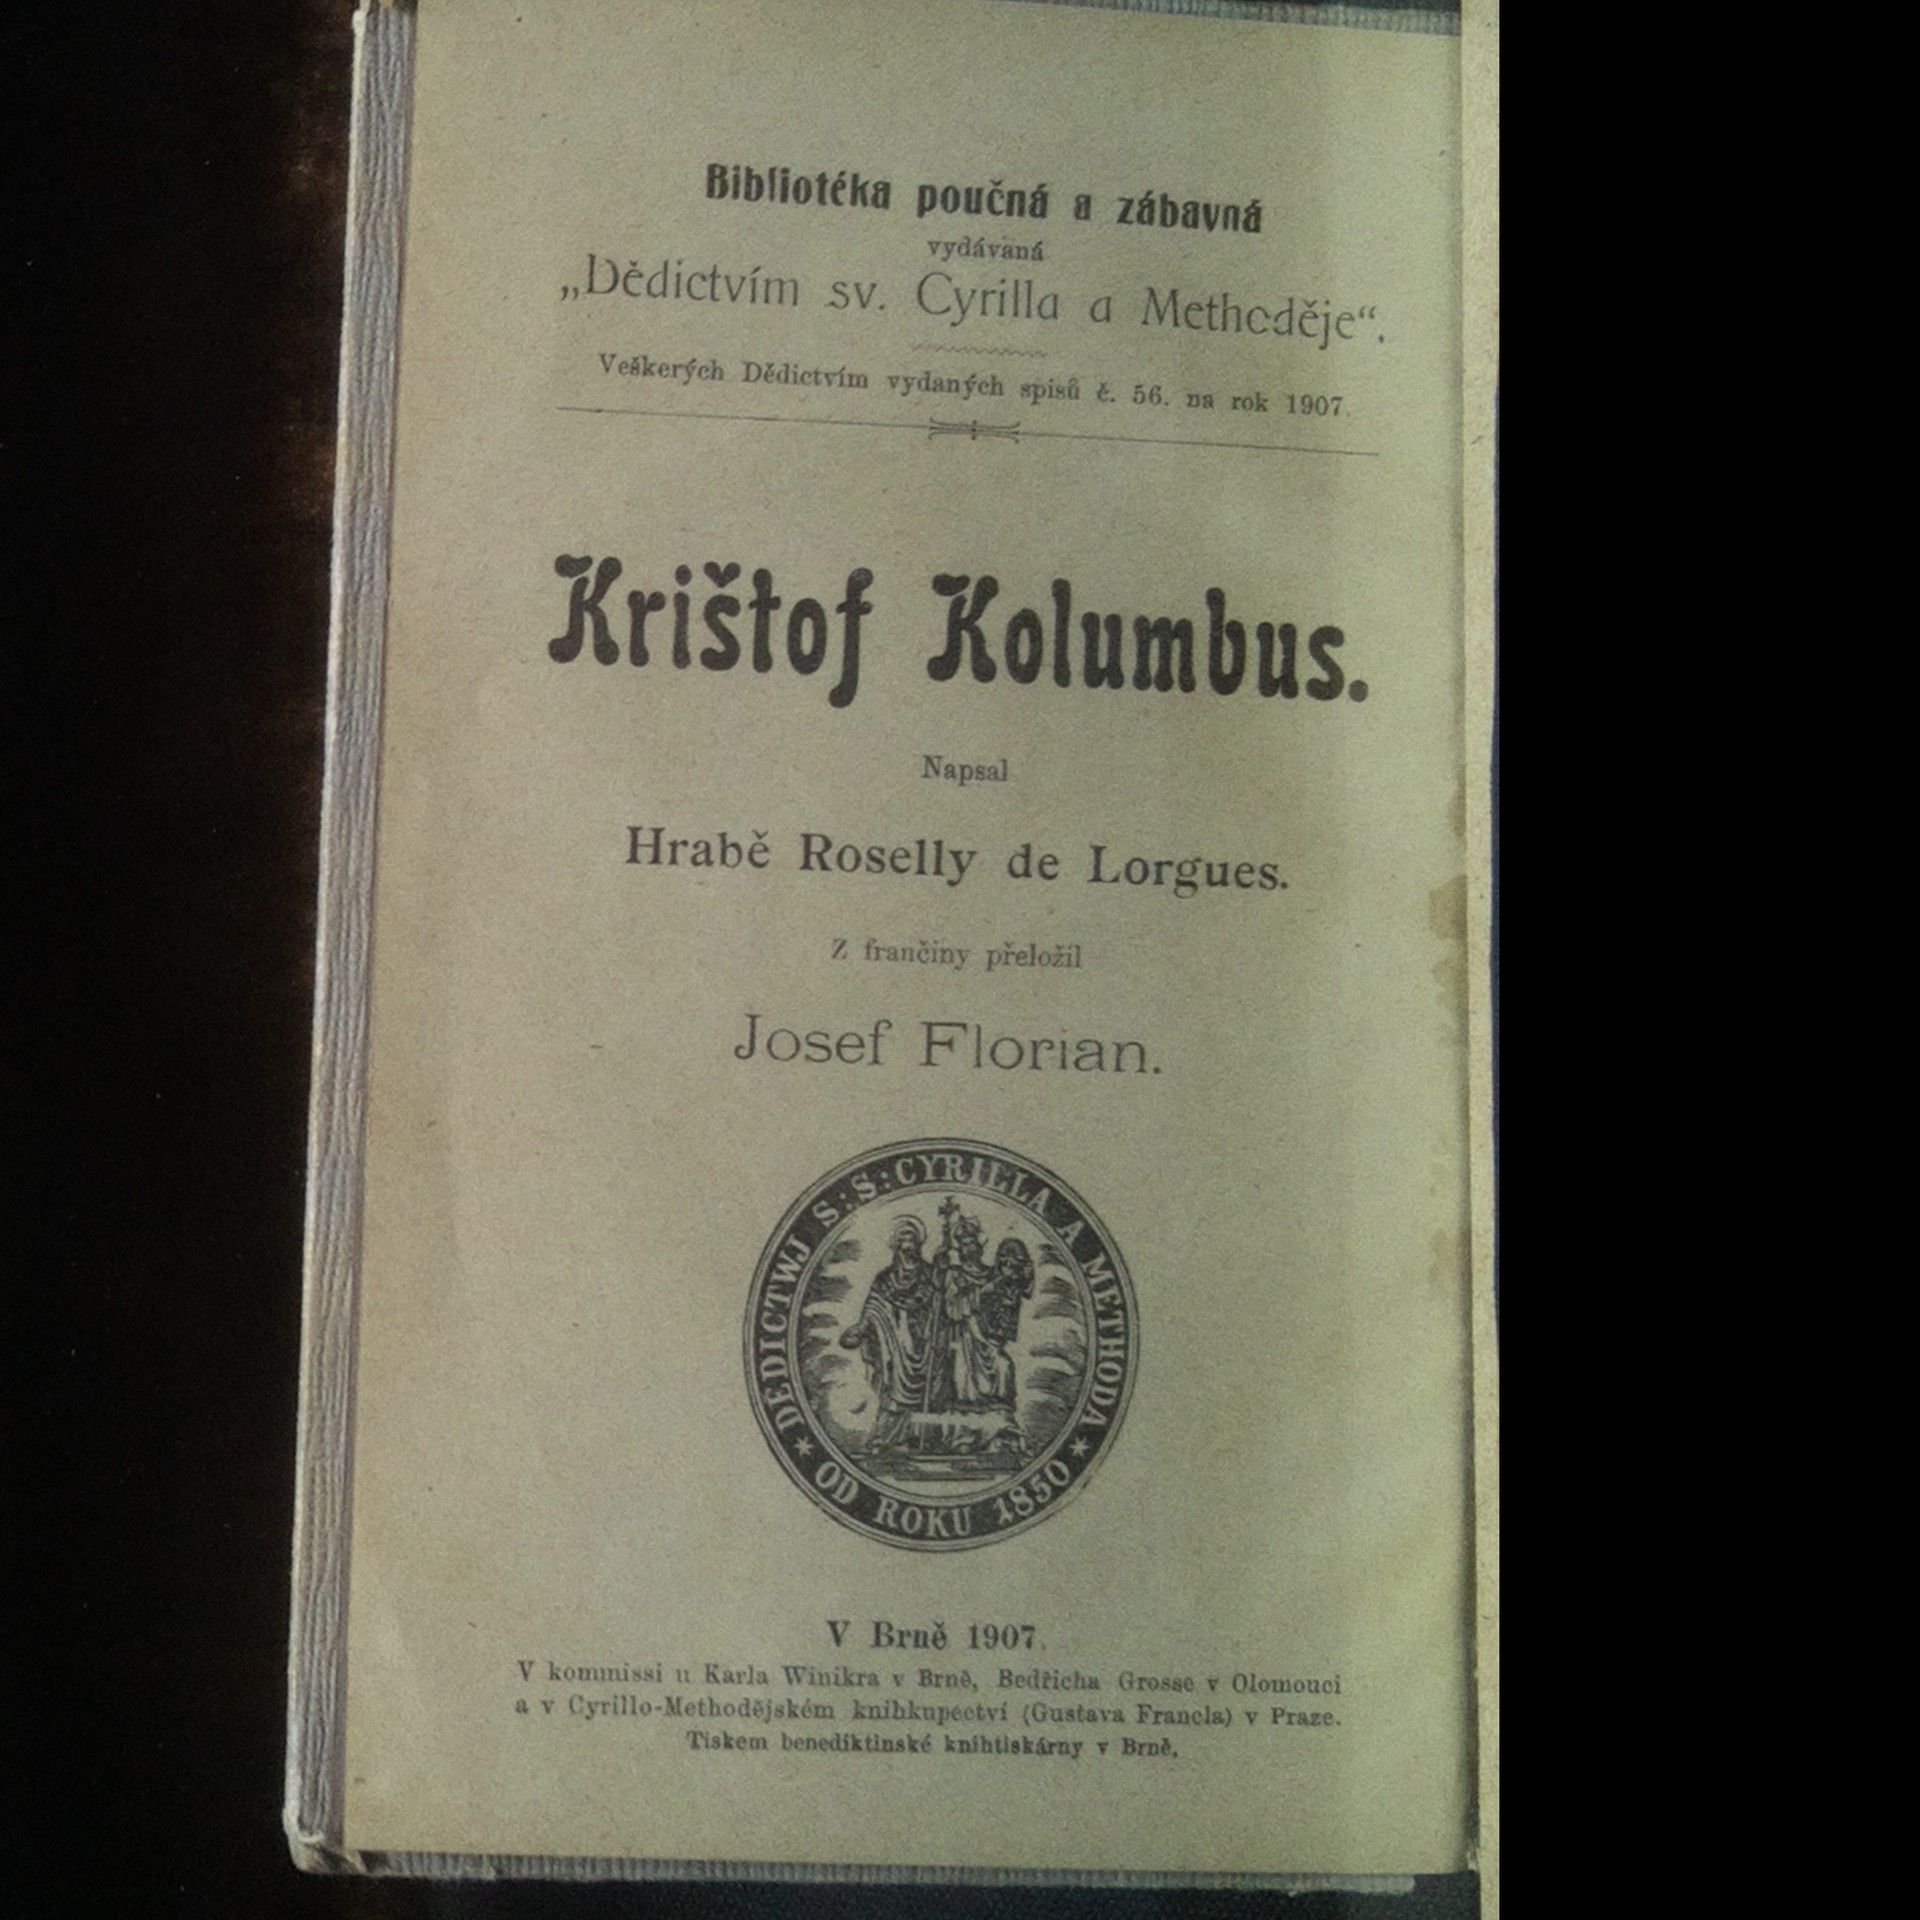 Bibliotéka poučná a zábavná
vydávaná
„Dědictvím sv. Cyrilla a Methoděje“.
Veškerých Dědictvím vydaných spisů č. 56. na rok 1907.
Krištof Kolumbus.
Napsal
Hrabě Roselly de Lorgues.
Z frančiny přeložil
Josef Florian.
DEDICTWJ S: S: CYRILLA A METHODA
* OD ROKU 1850 *
V Brně 1907.
V kommissi u Karla Winikra v Brně, Bedřicha Grosse v Olomouci
a v Cyrillo-Methodějském knihkupectví (Gustava Francla) v Praze.
Tiskem benediktinské knihtiskárny v Brně.